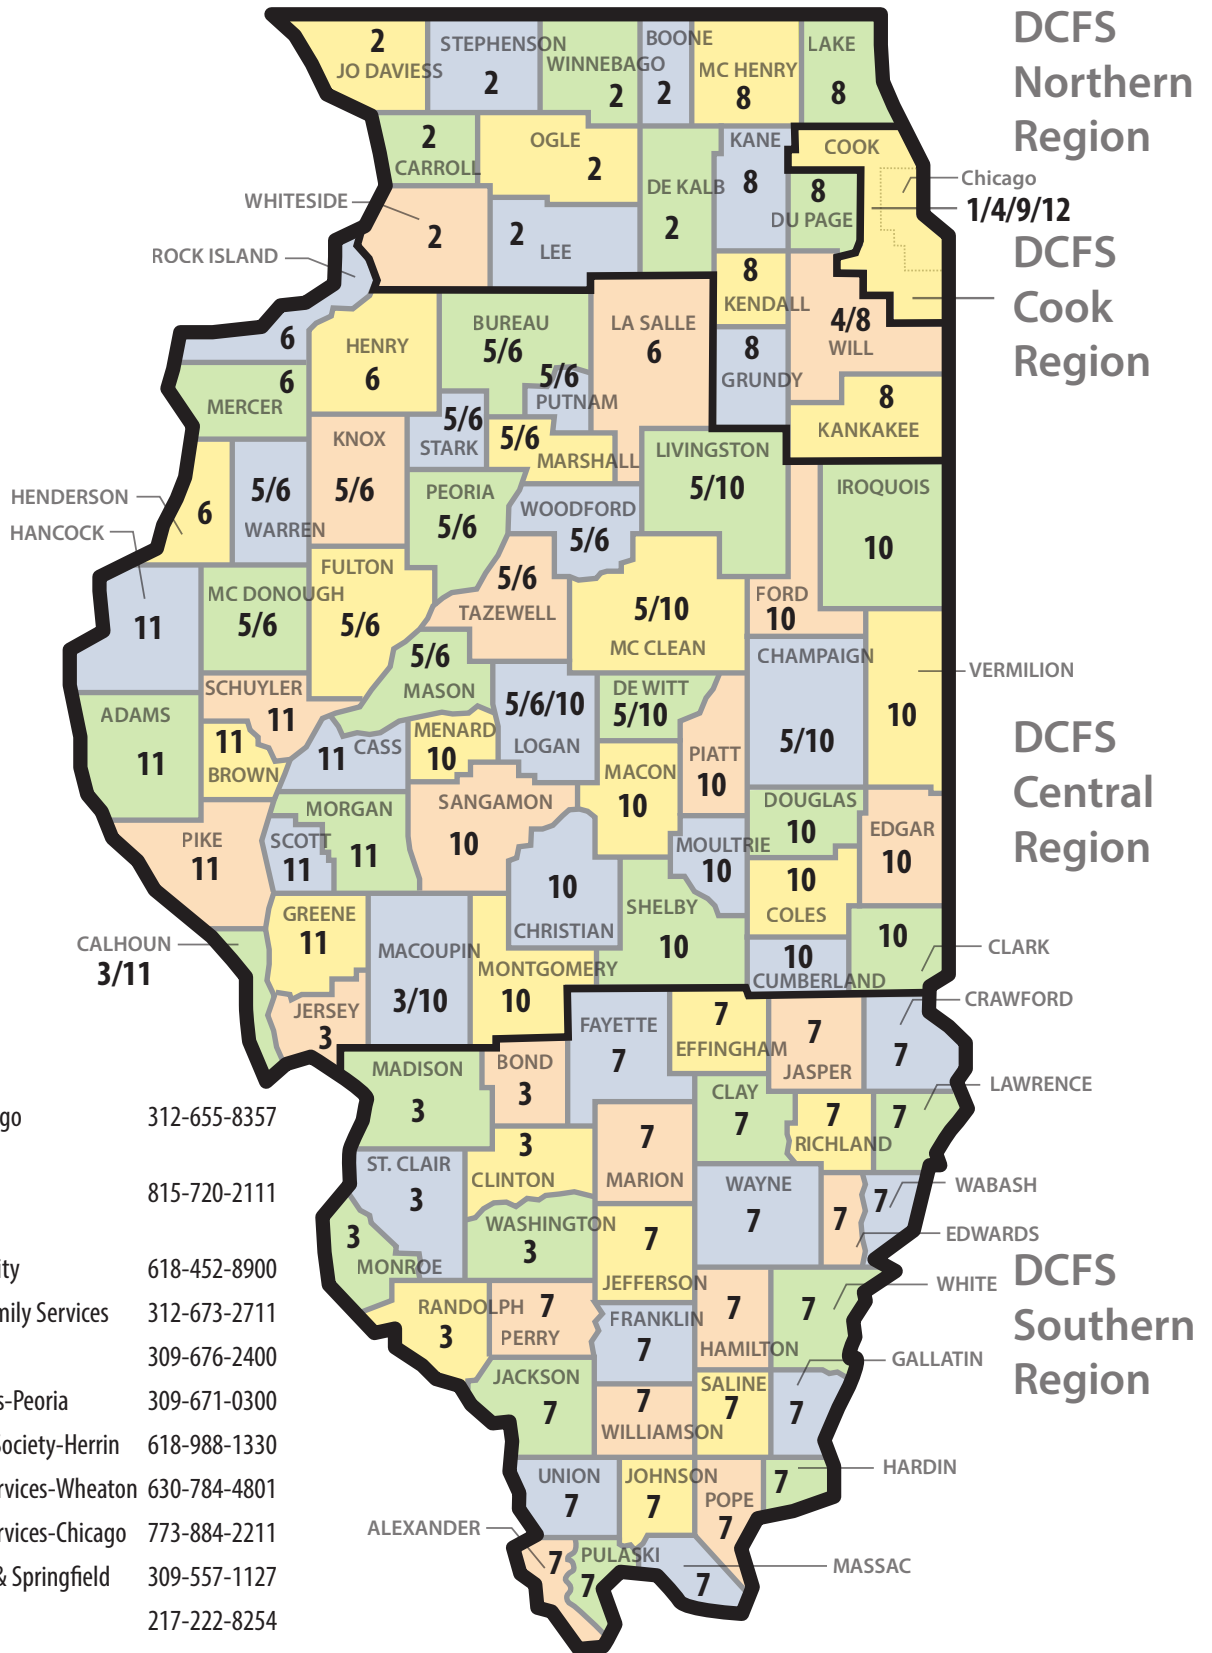 DCFS
Northern
Region
2
JO DAVIESS
STEPHENSON
2
WINNEBAGO
2
BOONE
2
MC HENRY
8
LAKE
8
2
CARROLL
OGLE
2
DE KALB
2
KANE
8
COOK
Chicago
1/4/9/12
8
DU PAGE
WHITESIDE
2
2
LEE
DCFS
Cook
Region
ROCK ISLAND
6
8
KENDALL
4/8
WILL
8
GRUNDY
8
KANKAKEE
HENRY
6
BUREAU
5/6
5/6
PUTNAM
LA SALLE
6
6
MERCER
5/6
STARK
5/6
MARSHALL
KNOX
5/6
LIVINGSTON
5/10
IROQUOIS
10
HENDERSON
6
5/6
WARREN
PEORIA
5/6
WOODFORD
5/6
HANCOCK
11
MC DONOUGH
5/6
FULTON
5/6
5/6
TAZEWELL
5/10
MC CLEAN
FORD
10
CHAMPAIGN
5/10
VERMILION
10
5/6
MASON
SCHUYLER
11
5/6/10
LOGAN
DE WITT
5/10
PIATT
10
ADAMS
11
11
BROWN
11
CASS
MENARD
10
MACON
10
DCFS
Central
Region
PIKE
11
SCOTT
11
MORGAN
11
SANGAMON
10
10
CHRISTIAN
MOULTRIE
10
DOUGLAS
10
EDGAR
10
10
COLES
SHELBY
10
10
CUMBERLAND
10
CLARK
CALHOUN
3/11
GREENE
11
MACOUPIN
3/10
MONTGOMERY
10
JERSEY
3
FAYETTE
7
7
EFFINGHAM
7
JASPER
CRAWFORD
7
MADISON
3
BOND
3
CLAY
7
7
RICHLAND
LAWRENCE
7
ST. CLAIR
3
3
CLINTON
7
MARION
WAYNE
7
7
EDWARDS
7
WABASH
3
MONROE
WASHINGTON
3
7
JEFFERSON
DCFS
Southern
Region
RANDOLPH
3
7
PERRY
FRANKLIN
7
7
HAMILTON
7
WHITE
JACKSON
7
7
WILLIAMSON
SALINE
7
7
GALLATIN
UNION
7
JOHNSON
7
POPE
7
7
HARDIN
ALEXANDER
7
PULASKI
7
7
MASSAC
go 312-655-8357
815-720-2111
ity 618-452-8900
mily Services 312-673-2711
309-676-2400
s-Peoria 309-671-0300
Society-Herrin 618-988-1330
rvices-Wheaton 630-784-4801
rvices-Chicago 773-884-2211
& Springfield 309-557-1127
217-222-8254